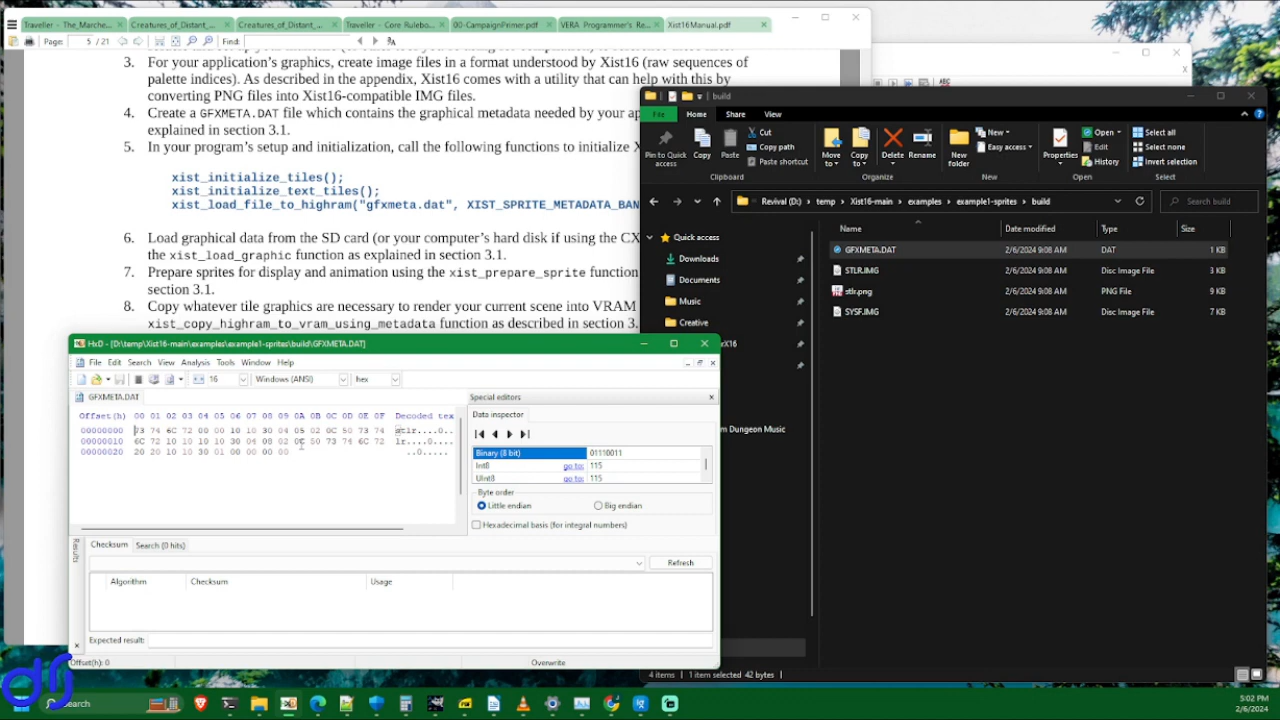 Traveller - The_Marche...
Creatures_of_Distant_...
Creatures_of_Distant_...
Traveller - Core Rulebo...
00-CampaignPrimer.pdf
VERA Programmer's Re...
Xist16Manual.pdf
Page: 5 / 21
Find:
3. For your application's graphics, create image files in a format understood by Xist16 (raw sequences of
palette indices). As described in the appendix, Xist16 comes with a utility that can help with this by
converting PNG files into Xist16-compatible IMG files.
4. Create a GFXMETA.DAT file which contains the graphical metadata needed by your ap
explained in section 3.1.
5. In your program's setup and initialization, call the following functions to initialize X
xist_initialize_tiles();
xist_initialize_text_tiles();
xist_load_file_to_highram("gfxmeta.dat", XIST_SPRITE_METADATA_BAN
6. Load graphical data from the SD card (or your computer's hard disk if using the CX
the xist_load_graphic function as explained in section 3.1.
7. Prepare sprites for display and animation using the xist_prepare_sprite function
section 3.1.
8. Copy whatever tile graphics are necessary to render your current scene into VRAM
xist_copy_highram_to_vram_using_metadata function as described in section 3.
ABC
build
File Home Share View
Pin to Quick access
Copy
Paste
Cut
Copy path
Paste shortcut
Move to
Copy to
Delete
Rename
New folder
New
Easy access
Properties
Open
Edit
History
Select all
Select none
Invert selection
Clipboard
Organize
New
Open
Select
Revival (D:) › temp › Xist16-main › examples › example1-sprites › build
Search build
Name Date modified Type Size
Quick access
Downloads
Documents
Music
Creative
rX16
m Dungeon Music
GFXMETA.DAT 2/6/2024 9:08 AM DAT 1 KB
STLR.IMG 2/6/2024 9:08 AM Disc Image File 3 KB
stlr.png 2/6/2024 9:08 AM PNG File 9 KB
SYSF.IMG 2/6/2024 9:08 AM Disc Image File 7 KB
4 items 1 item selected 42 bytes
HxD - [D:\temp\Xist16-main\examples\example1-sprites\build\GFXMETA.DAT]
File Edit Search View Analysis Tools Window Help
16 Windows (ANSI) hex
GFXMETA.DAT
Offset(h) 00 01 02 03 04 05 06 07 08 09 0A 0B 0C 0D 0E 0F Decoded tex
00000000 73 74 6C 72 00 00 10 10 30 04 05 02 0C 50 73 74 stlr....0..
00000010 6C 72 10 10 10 10 30 04 08 02 0C 50 73 74 6C 72 lr....0....
00000020 20 20 10 10 30 01 00 00 00 00 ..0.....
Special editors
Data inspector
Binary (8 bit) 01110011
Int8 go to: 115
UInt8 go to: 115
Byte order
Little endian
Big endian
Hexadecimal basis (for integral numbers)
Results
Checksum
Search (0 hits)
Refresh
Algorithm Checksum Usage
Expected result:
Offset(h): 0
Overwrite
Search
5:02 PM
2/6/2024